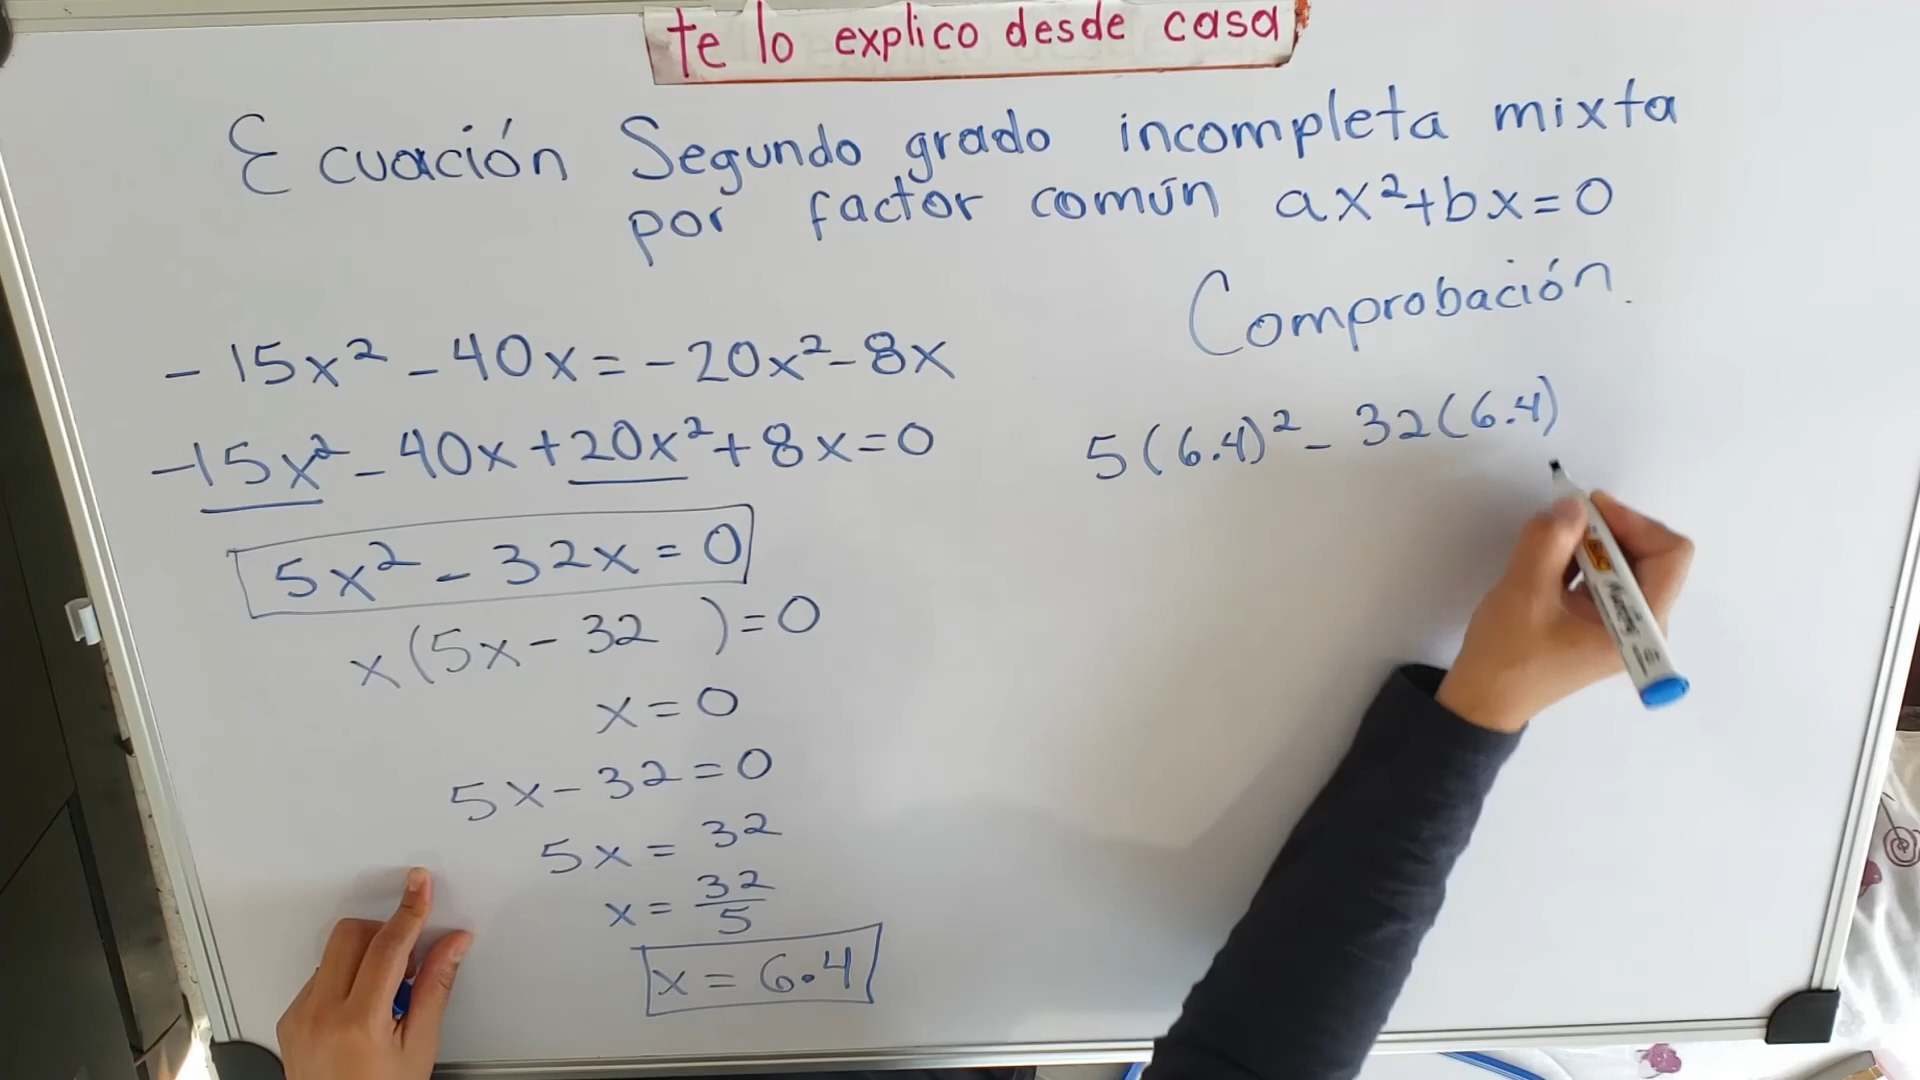 te lo explico desde casa
Ecuación Segundo grado incompleta mixta
por factor común ax²+bx=0
-15x²-40x=-20x²-8x
-15x²-40x+20x²+8x=0
5x²-32x=0
x(5x-32 )=0
x=0
5x-32=0
5x=32
x=32/5
x=6.4
Comprobación.
5(6.4)²-32(6.4)